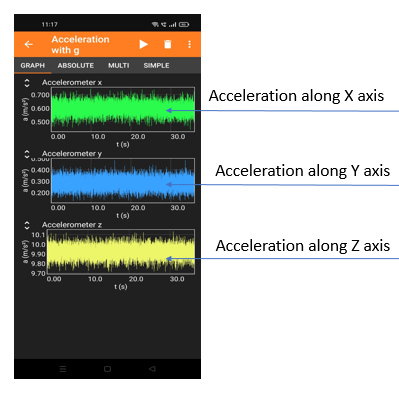 11:17
Acceleration
with g
GRAPH ABSOLUTE MULTI SIMPLE
Accelerometer x
0.700
0.600
0.500
a (m/s²)
0.00 10.0 20.0 30.0
t (s)
Acceleration along X axis
Accelerometer y
0.500
0.400
0.300
0.200
a (m/s²)
0.00 10.0 20.0 30.0
t (s)
Acceleration along Y axis
Accelerometer z
10.1
10.0
9.90
9.80
9.70
a (m/s²)
0.00 10.0 20.0 30.0
t (s)
Acceleration along Z axis